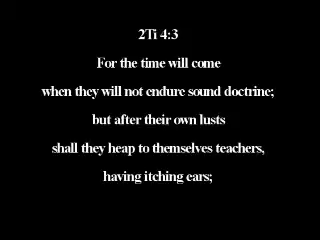 2Ti 4:3
For the time will come
when they will not endure sound doctrine;
but after their own lusts
shall they heap to themselves teachers,
having itching ears;